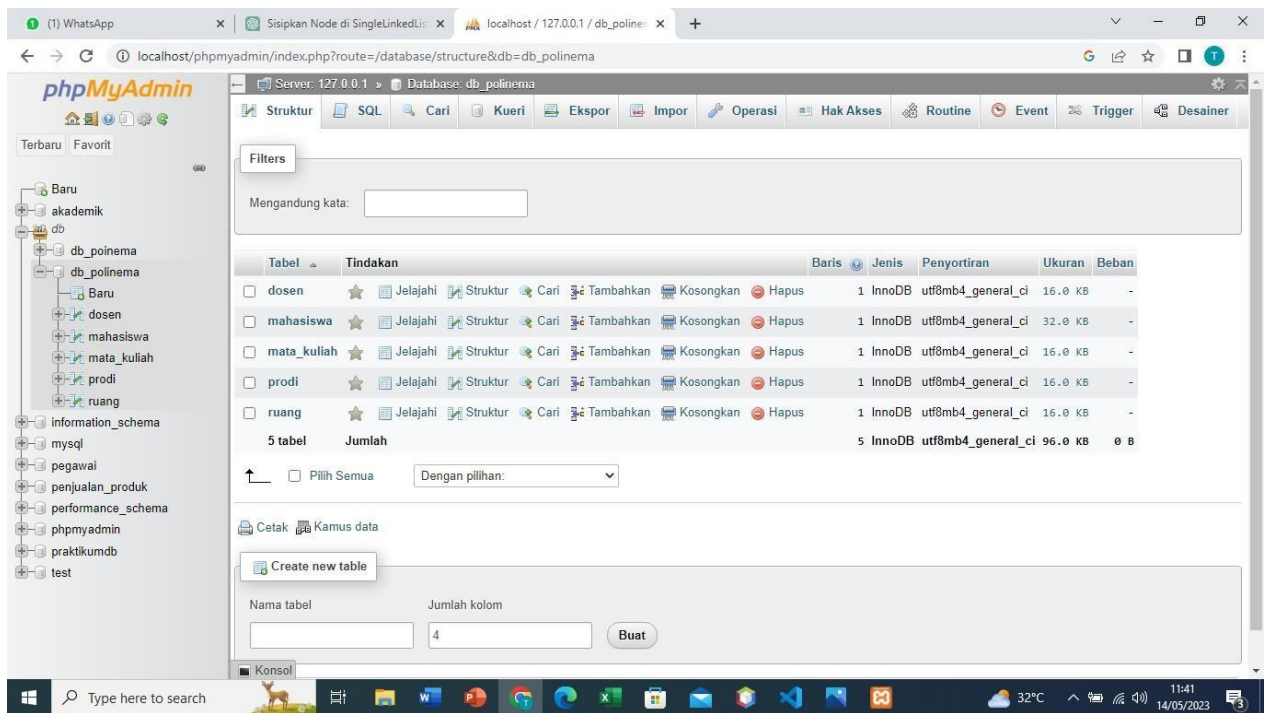 (1) WhatsApp
Sisipkan Node di SingleLinkedLis
localhost / 127.0.0.1 / db_poliner
localhost/phpmyadmin/index.php?route=/database/structure&db=db_polinema
T
phpMyAdmin
Terbaru Favorit
Baru
akademik
db
db_poinema
db_polinema
Baru
dosen
mahasiswa
mata_kuliah
prodi
ruang
information_schema
mysql
pegawai
penjualan_produk
performance_schema
phpmyadmin
praktikumdb
test
Server: 127.0.0.1 » Database: db_polinema
Struktur SQL Cari Kueri Ekspor Impor Operasi Hak Akses Routine Event Trigger Desainer
Filters
Mengandung kata:
Tabel Tindakan Baris Jenis Penyortiran Ukuran Beban
dosen Jelajahi Struktur Cari Tambahkan Kosongkan Hapus 1 InnoDB utf8mb4_general_ci 16.0 KB -
mahasiswa Jelajahi Struktur Cari Tambahkan Kosongkan Hapus 1 InnoDB utf8mb4_general_ci 32.0 KB -
mata_kuliah Jelajahi Struktur Cari Tambahkan Kosongkan Hapus 1 InnoDB utf8mb4_general_ci 16.0 KB -
prodi Jelajahi Struktur Cari Tambahkan Kosongkan Hapus 1 InnoDB utf8mb4_general_ci 16.0 KB -
ruang Jelajahi Struktur Cari Tambahkan Kosongkan Hapus 1 InnoDB utf8mb4_general_ci 16.0 KB -
5 tabel Jumlah 5 InnoDB utf8mb4_general_ci 96.0 KB 0 B
Pilih Semua Dengan pilihan:
Cetak Kamus data
Create new table
Nama tabel Jumlah kolom
4 Buat
Konsol
Type here to search
32°C
11:41
14/05/2023
3